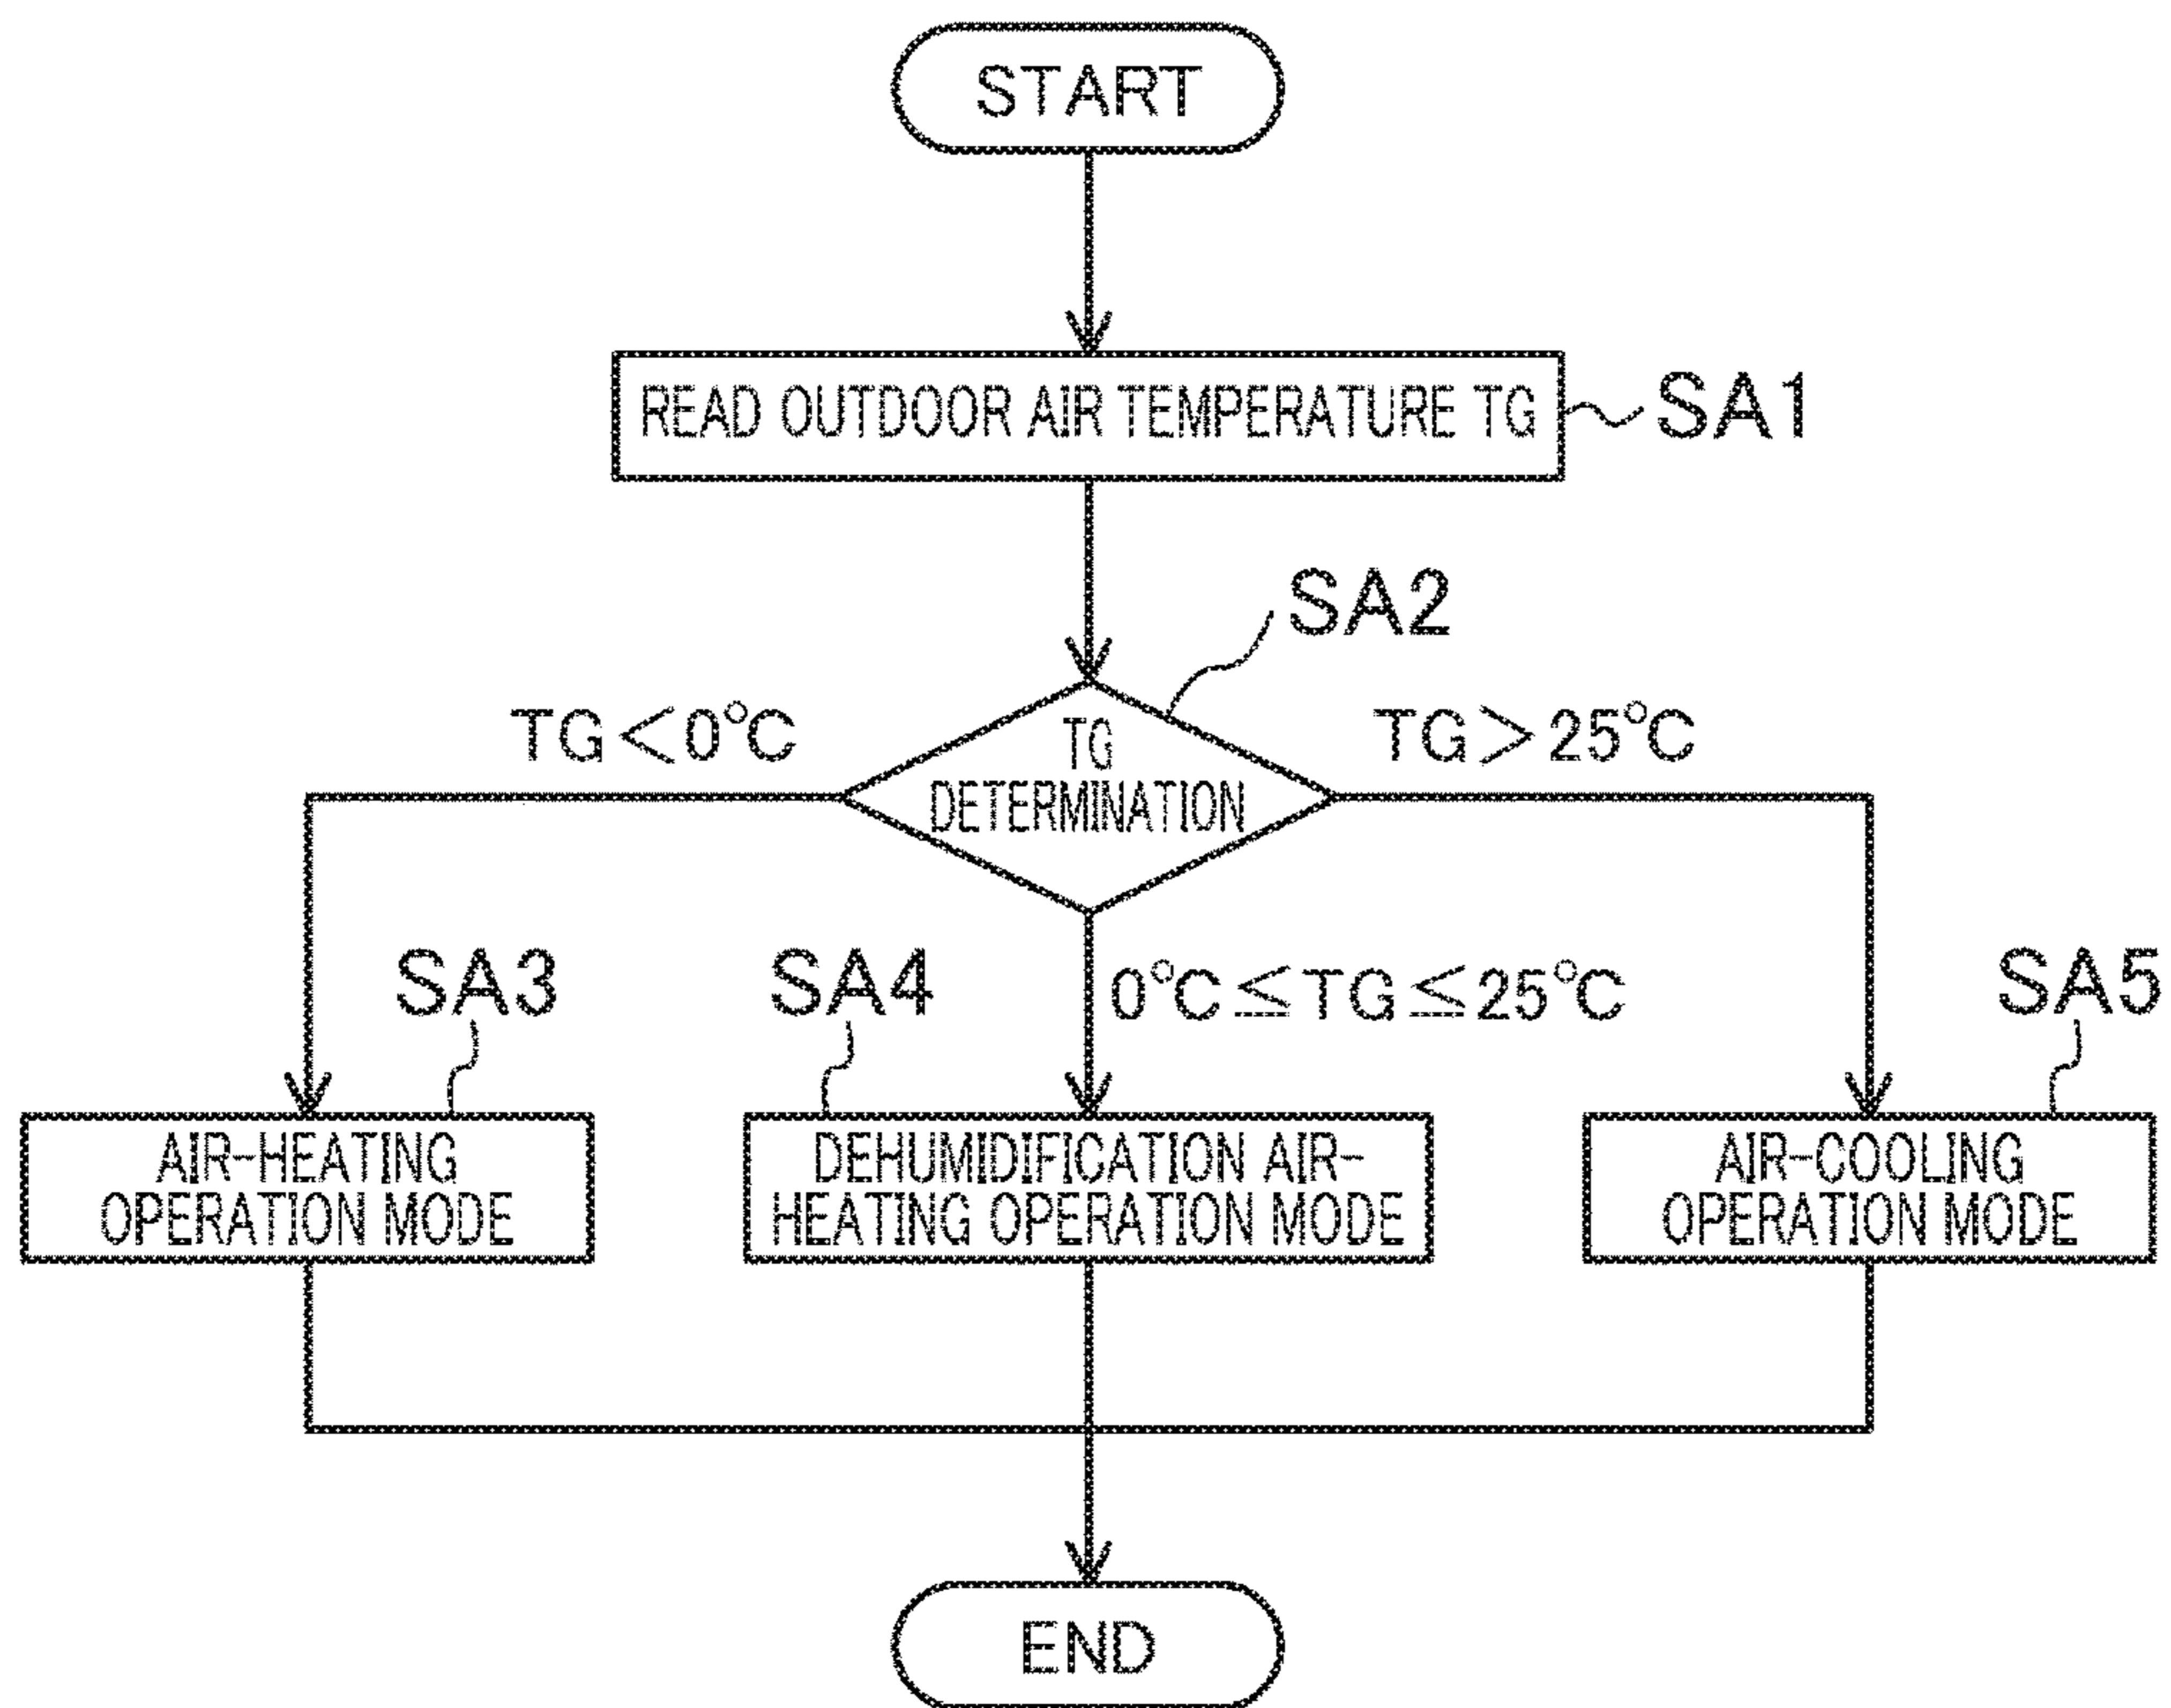 START
READ OUTDOOR AIR TEMPERATURE TG
SA1
SA2
TG<0℃
TG
DETERMINATION
TG>25℃
SA3
SA4
0℃≦TG≦25℃
SA5
AIR-HEATING
OPERATION MODE
DEHUMIDIFICATION AIR-
HEATING OPERATION MODE
AIR-COOLING
OPERATION MODE
END